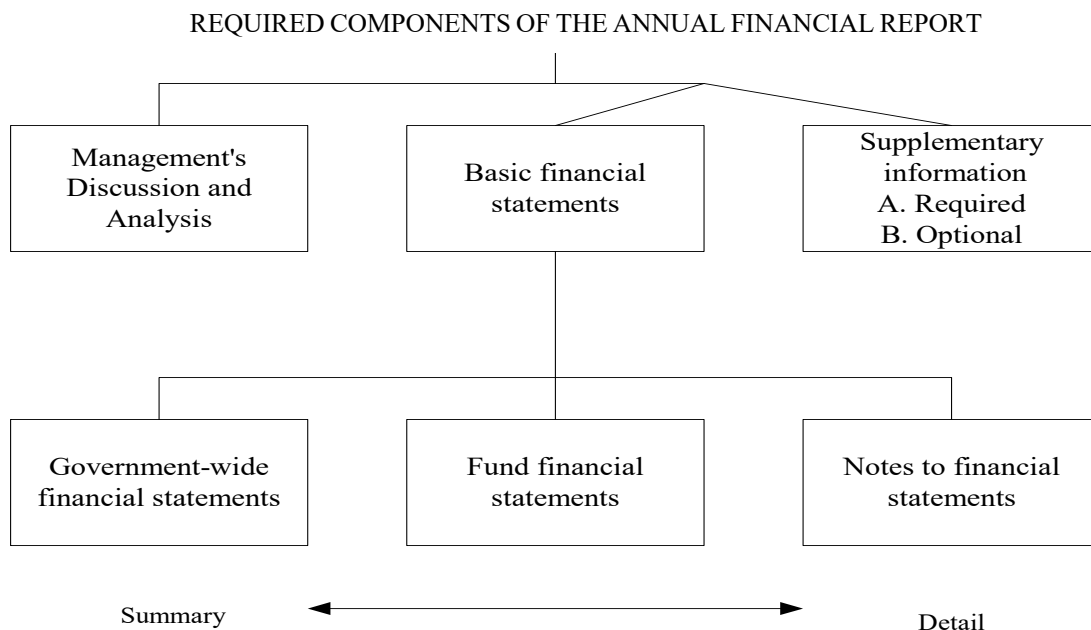 REQUIRED COMPONENTS OF THE ANNUAL FINANCIAL REPORT
Management's
Discussion and
Analysis
Basic financial
statements
Supplementary
information
A. Required
B. Optional
Government-wide
financial statements
Fund financial
statements
Notes to financial
statements
Summary
Detail